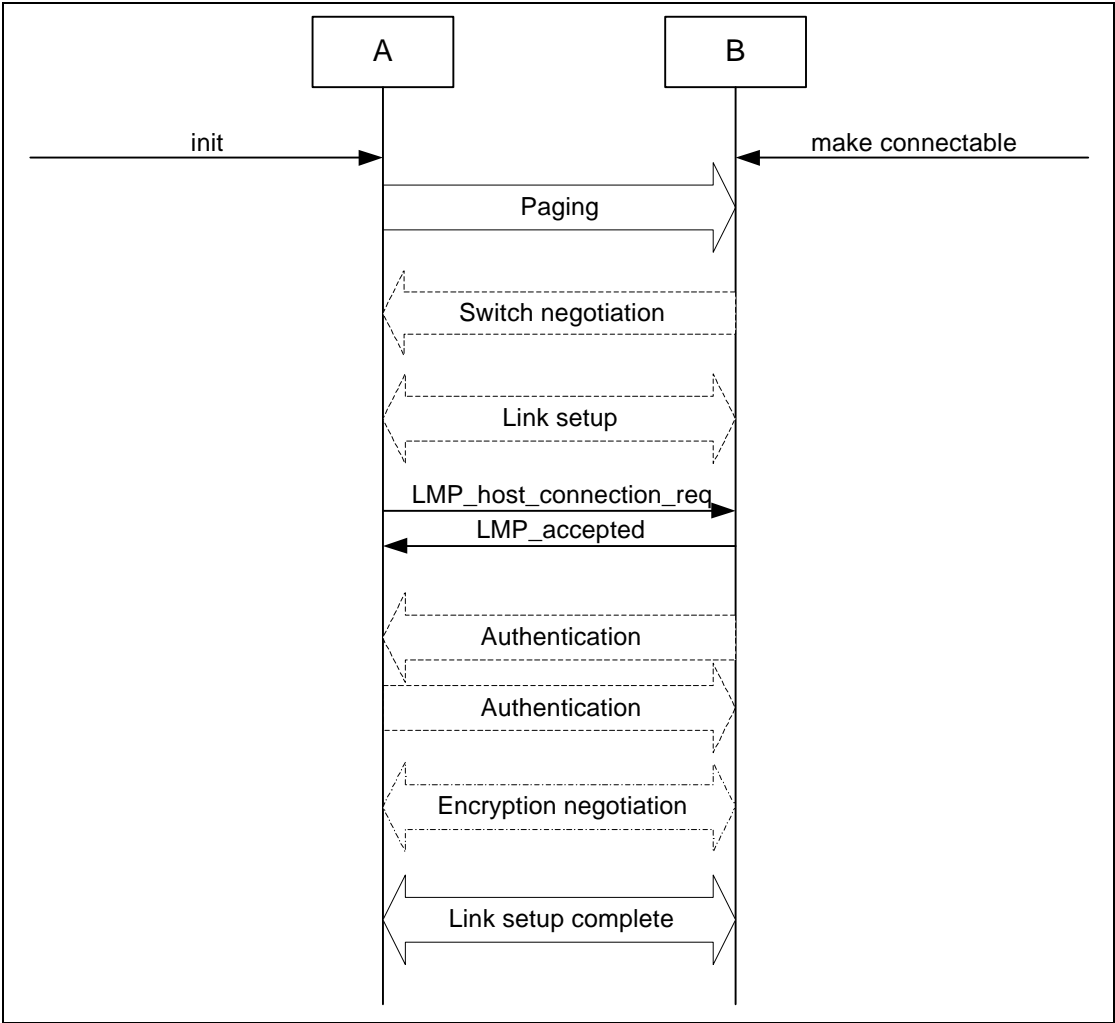 A
B
init
make connectable
Paging
Switch negotiation
Link setup
LMP_host_connection_req
LMP_accepted
Authentication
Authentication
Encryption negotiation
Link setup complete